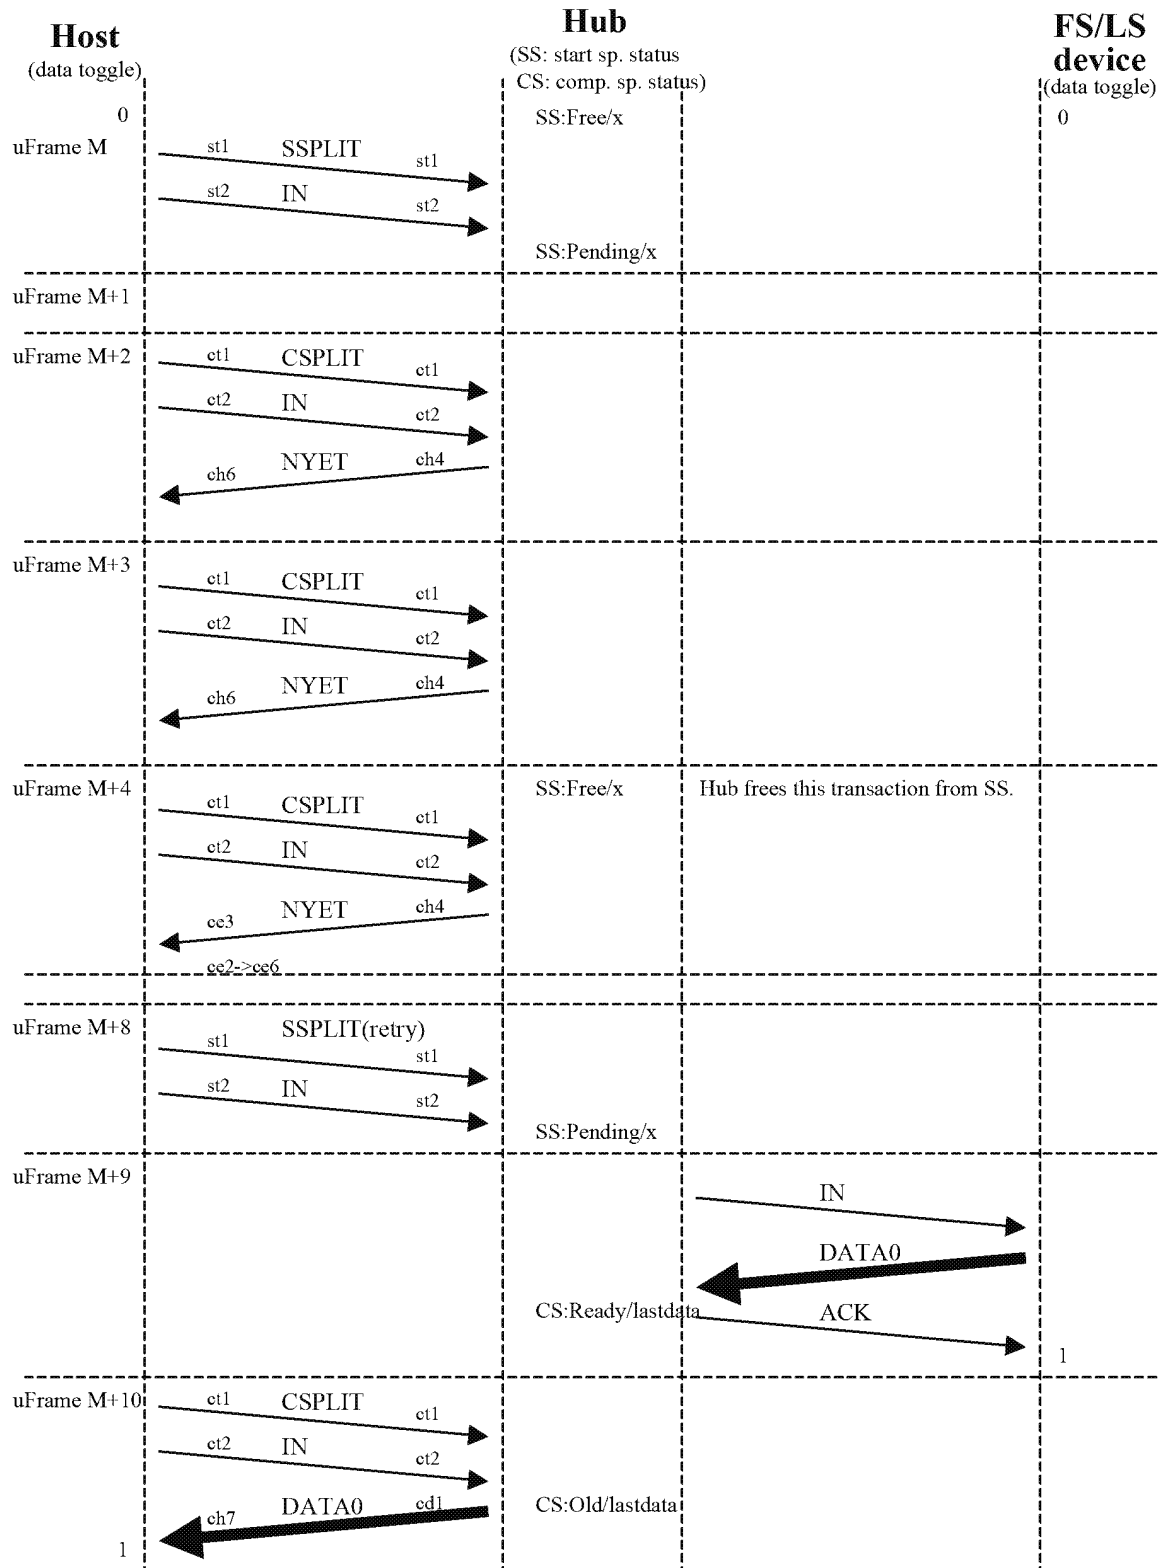 Host
(data toggle)
Hub
(SS: start sp. status
CS: comp. sp. status)
FS/LS
device
(data toggle)
0
SS:Free/x
0
uFrame M
st1
SSPLIT
st1
st2
IN
st2
SS:Pending/x
uFrame M+1
uFrame M+2
ct1
CSPLIT
ct1
ct2
IN
ct2
ch6
NYET
ch4
uFrame M+3
ct1
CSPLIT
ct1
ct2
IN
ct2
ch6
NYET
ch4
uFrame M+4
SS:Free/x
Hub frees this transaction from SS.
ct1
CSPLIT
ct1
ct2
IN
ct2
ce3
NYET
ch4
ce2->ce6
uFrame M+8
SSPLIT(retry)
st1
st1
st2
IN
st2
SS:Pending/x
uFrame M+9
IN
DATA0
CS:Ready/lastdata
ACK
1
uFrame M+10
ct1
CSPLIT
ct1
ct2
IN
ct2
ch7
DATA0
cd1
CS:Old/lastdata
1